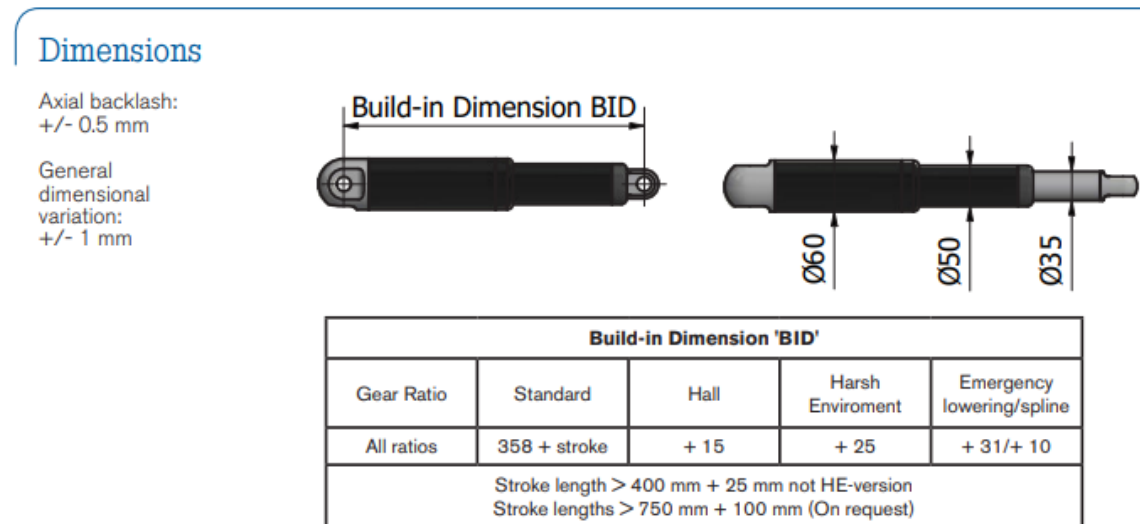 Dimensions
Axial backlash:
+/- 0.5 mm
General
dimensional
variation:
+/- 1 mm
Build-in Dimension BID
Ø60
Ø50
Ø35
Build-in Dimension 'BID'
Gear Ratio
Standard
Hall
Harsh
Enviroment
Emergency
lowering/spline
All ratios
358 + stroke
+ 15
+ 25
+ 31/+ 10
Stroke length > 400 mm + 25 mm not HE-version
Stroke lengths > 750 mm + 100 mm (On request)